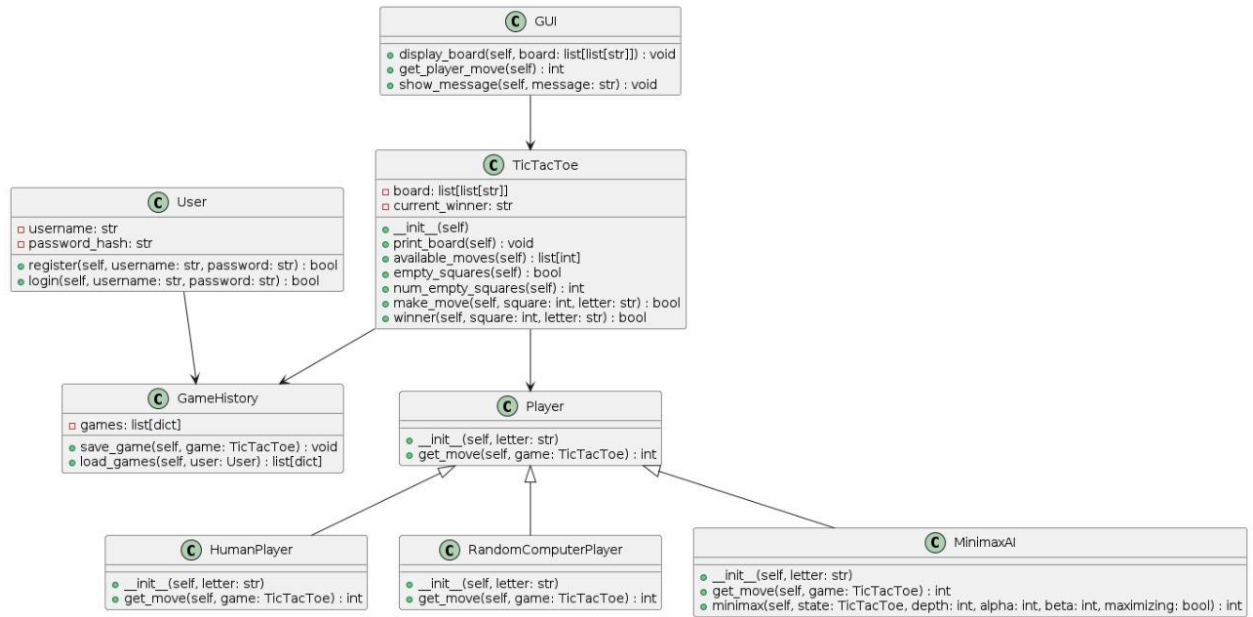 C GUI
display_board(self, board: list[list[str]]) : void
get_player_move(self) : int
show_message(self, message: str) : void
C TicTacToe
board: list[list[str]]
current_winner: str
__init__(self)
print_board(self) : void
available_moves(self) : list[int]
empty_squares(self) : bool
num_empty_squares(self) : int
make_move(self, square: int, letter: str) : bool
winner(self, square: int, letter: str) : bool
C User
username: str
password_hash: str
register(self, username: str, password: str) : bool
login(self, username: str, password: str) : bool
C GameHistory
games: list[dict]
save_game(self, game: TicTacToe) : void
load_games(self, user: User) : list[dict]
C Player
__init__(self, letter: str)
get_move(self, game: TicTacToe) : int
C HumanPlayer
__init__(self, letter: str)
get_move(self, game: TicTacToe) : int
C RandomComputerPlayer
__init__(self, letter: str)
get_move(self, game: TicTacToe) : int
C MinimaxAI
__init__(self, letter: str)
get_move(self, game: TicTacToe) : int
minimax(self, state: TicTacToe, depth: int, alpha: int, beta: int, maximizing: bool) : int